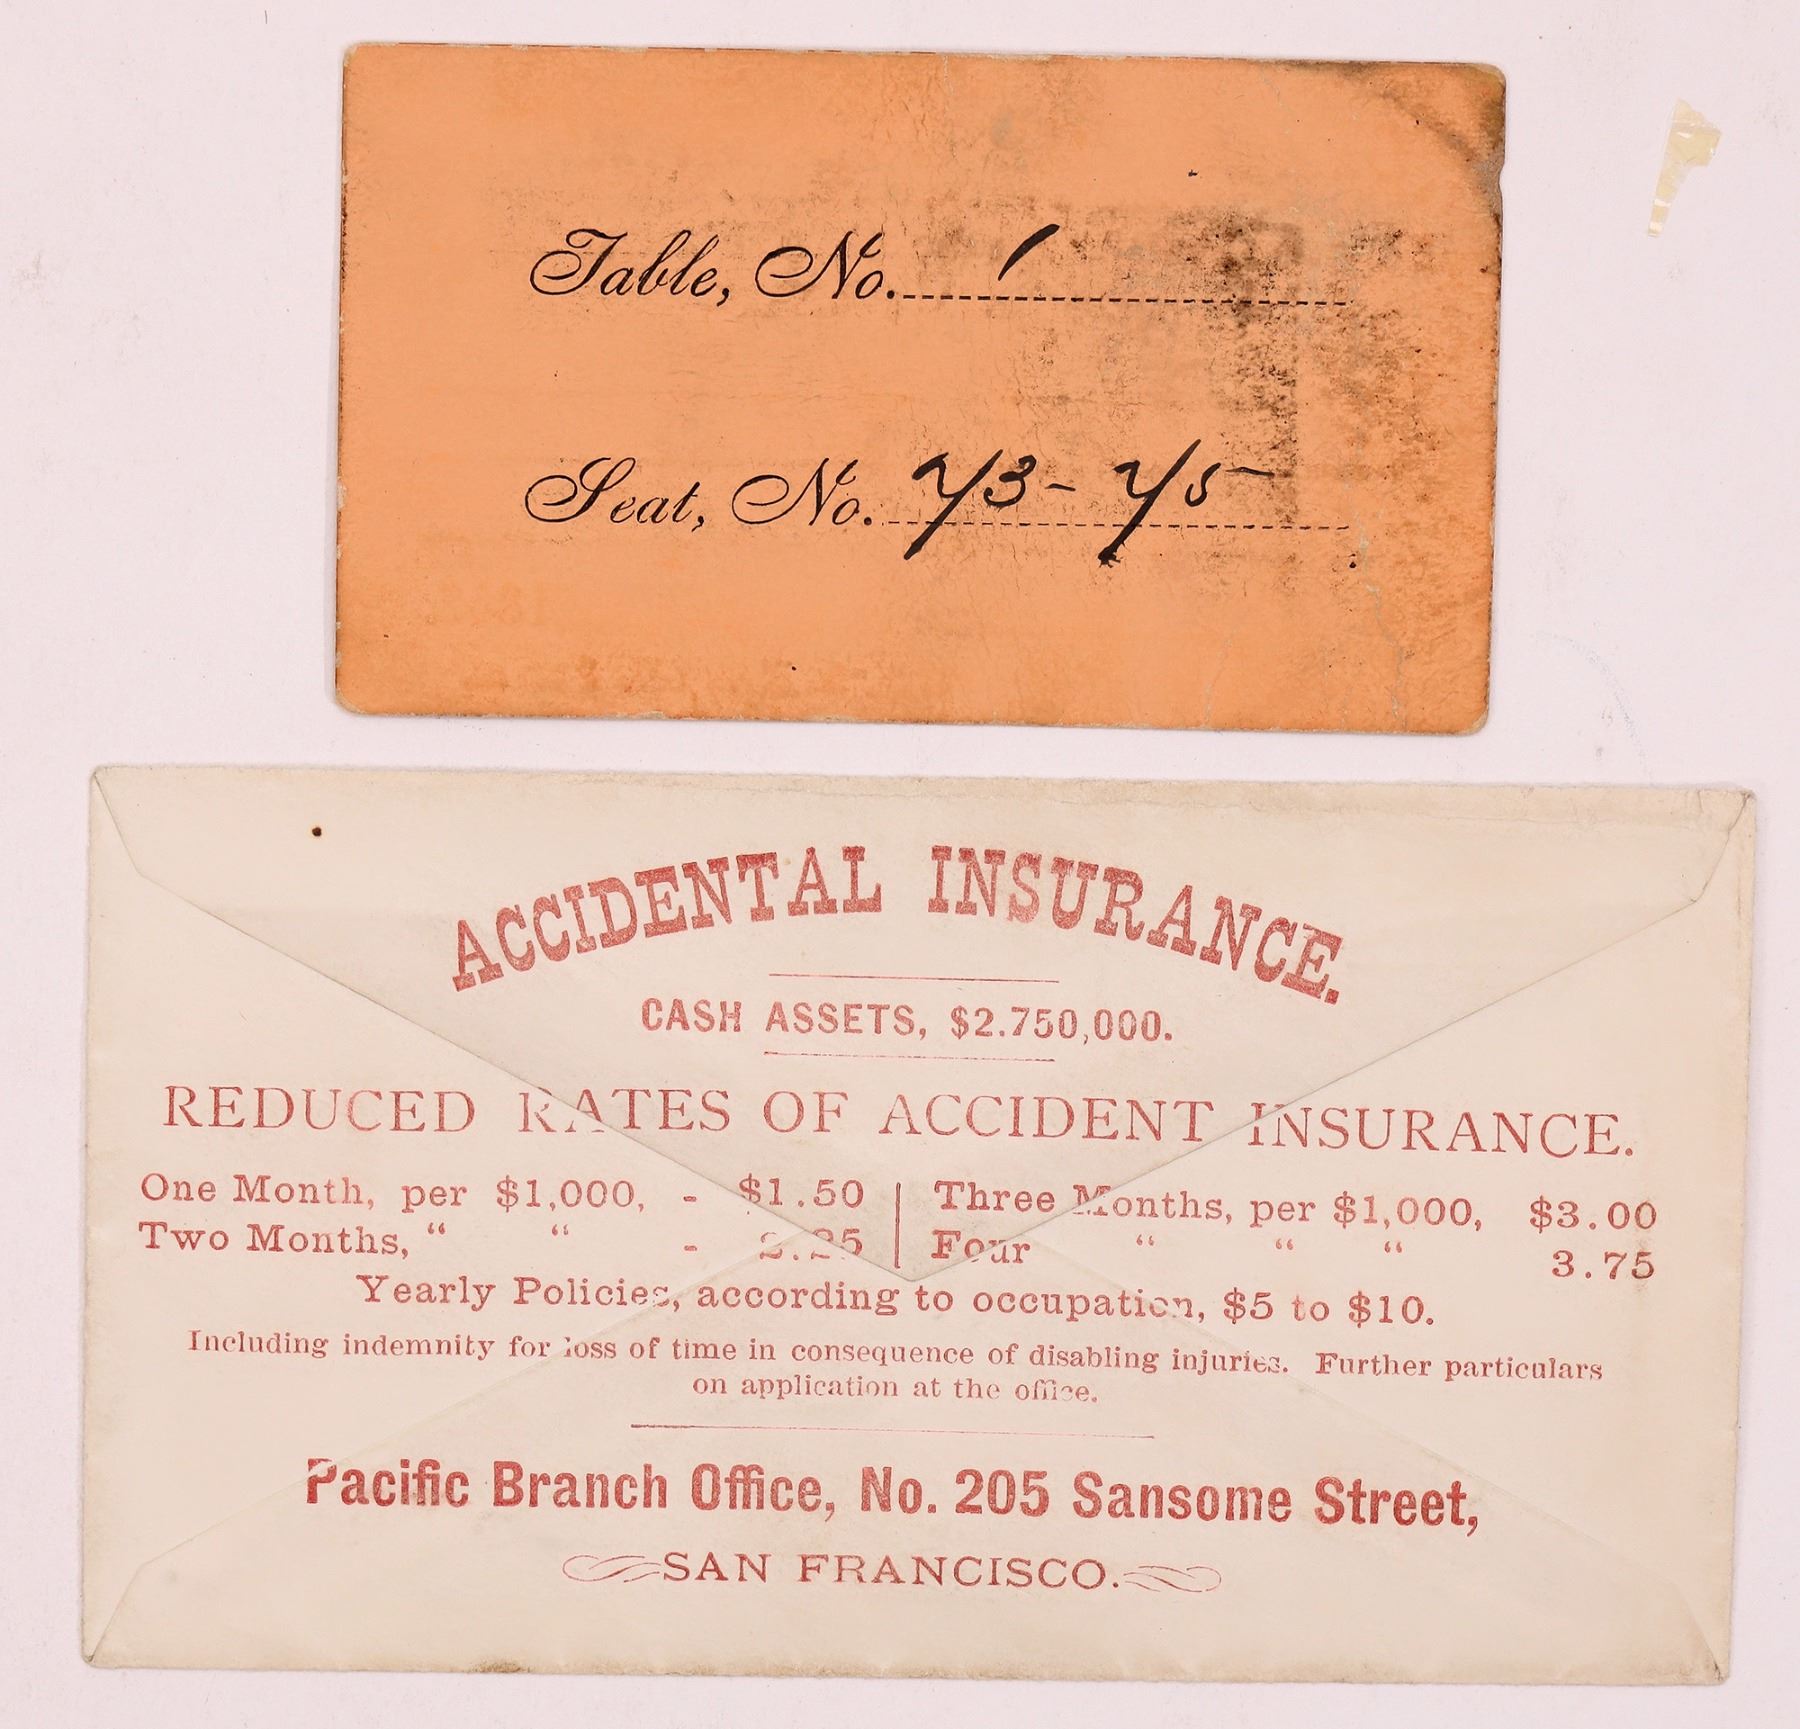 Table, No. 1
Seat, No. 43 - 45
ACCIDENTAL INSURANCE.
CASH ASSETS, $2.750,000.
REDUCED RATES OF ACCIDENT INSURANCE.
One Month, per $1,000, - $1.50 | Three Months, per $1,000, $3.00
Two Months, “ “ - 2.25 | Four “ “ “ 3.75
Yearly Policies, according to occupation, $5 to $10.
Including indemnity for loss of time in consequence of disabling injuries. Further particulars
on application at the office.
Pacific Branch Office, No. 205 Sansome Street,
SAN FRANCISCO.